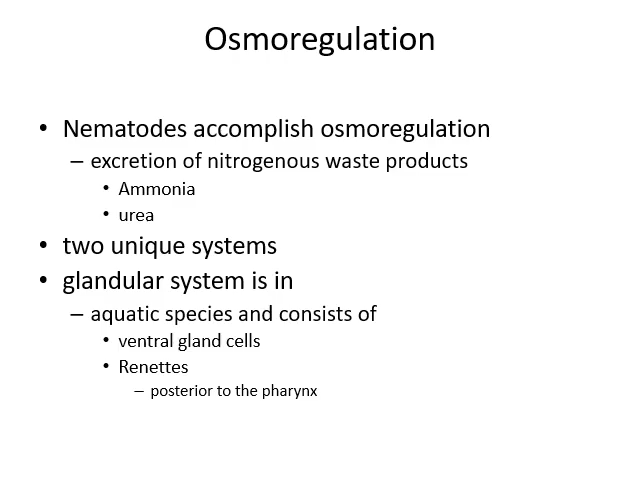 Osmoregulation
• Nematodes accomplish osmoregulation
– excretion of nitrogenous waste products
• Ammonia
• urea
• two unique systems
• glandular system is in
– aquatic species and consists of
• ventral gland cells
• Renettes
– posterior to the pharynx